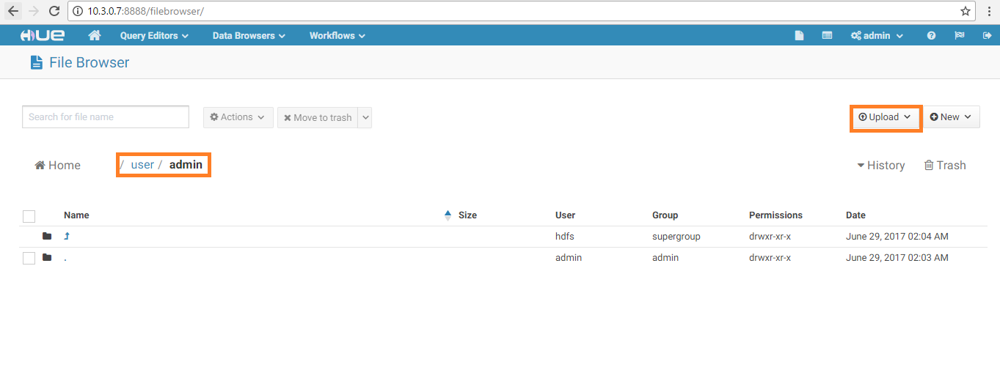 10.3.0.7:8888/filebrowser/
HUE Query Editors Data Browsers Workflows admin
File Browser
Search for file name Actions Move to trash Upload New
Home / user / admin History Trash
Name Size User Group Permissions Date
hdfs supergroup drwxr-xr-x June 29, 2017 02:04 AM
. admin admin drwxr-xr-x June 29, 2017 02:03 AM